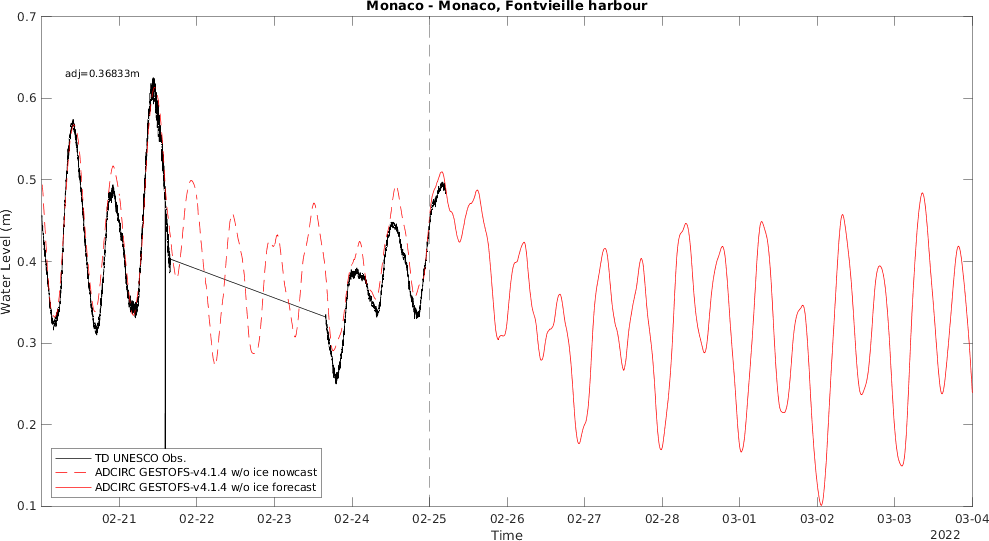 Monaco - Monaco, Fontvieille harbour
adj=0.36833m
Water Level (m)
0.7
0.6
0.5
0.4
0.3
0.2
0.1
TD UNESCO Obs.
ADCIRC GESTOFS-v4.1.4 w/o ice nowcast
ADCIRC GESTOFS-v4.1.4 w/o ice forecast
02-21 02-22 02-23 02-24 02-25 02-26 02-27 02-28 03-01 03-02 03-03 03-04
Time
2022